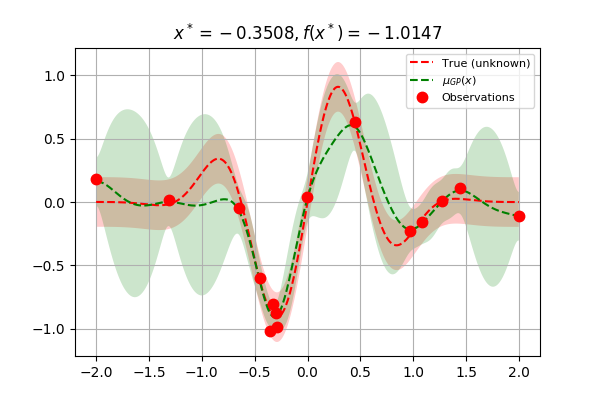 x* = −0.3508, f(x*) = −1.0147
True (unknown)
μ_GP(x)
Observations
1.0
0.5
0.0
−0.5
−1.0
−2.0 −1.5 −1.0 −0.5 0.0 0.5 1.0 1.5 2.0